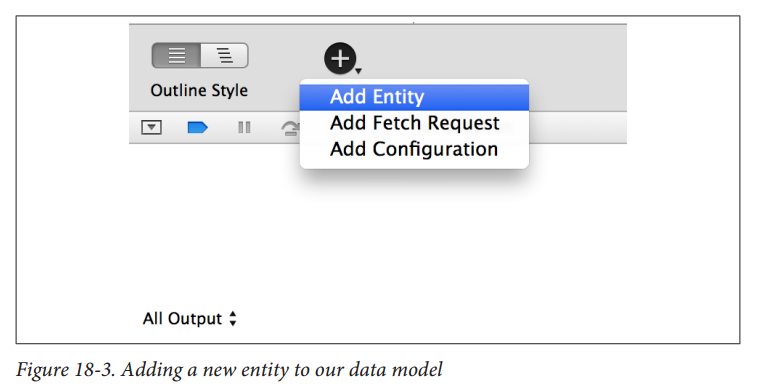 Outline Style
Add Entity
Add Fetch Request
Add Configuration
All Output
Figure 18-3. Adding a new entity to our data model